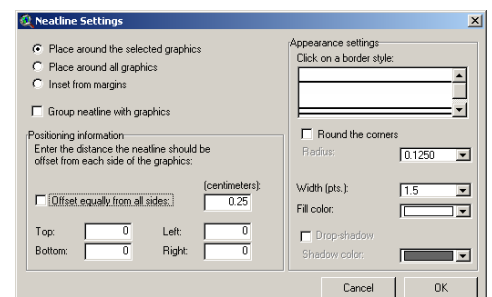 Neatline Settings
Place around the selected graphics
Place around all graphics
Inset from margins
Group neatline with graphics
Positioning information
Enter the distance the neatline should be
offset from each side of the graphics:
(centimeters):
Offset equally from all sides: 0.25
Top: 0 Left: 0
Bottom: 0 Right: 0
Appearance settings
Click on a border style:
Round the corners
Radius: 0.1250
Width (pts.): 1.5
Fill color:
Drop-shadow
Shadow color:
Cancel OK